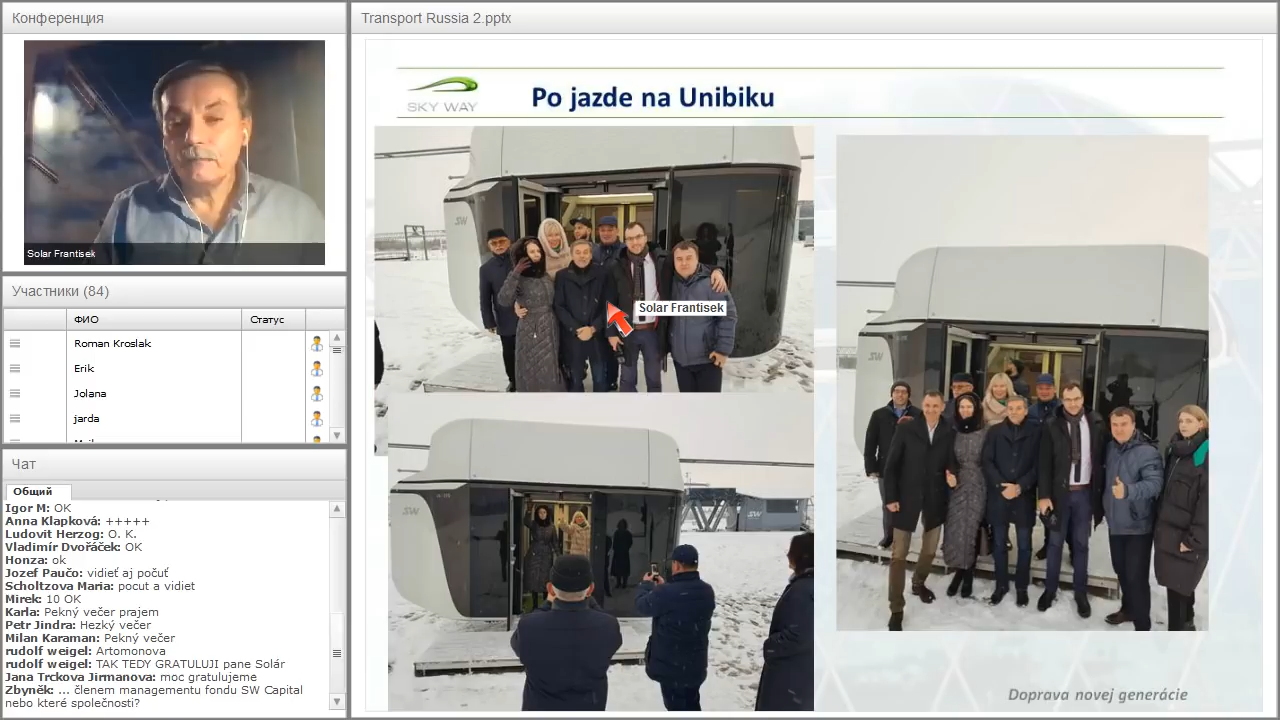 Конференция
Solar Frantisek
Участники (84)
ФИО
Статус
Roman Kroslak
Erik
Jolana
jarda
Чат
Общий
Igor M: OK
Anna Klapková: +++++
Ludovit Herzog: O. K.
Vladimír Dvořáček: OK
Honza: ok
Jozef Paučo: vidieť aj počuť
Scholtzova Maria: pocut a vidiet
Mirek: 10 OK
Karla: Pekný večer prajem
Petr Jindra: Hezký večer
Milan Karaman: Pekný večer
rudolf weigel: Artomonova
rudolf weigel: TAK TEDY GRATULUJI pane Solár
Jana Trckova Jirmanova: moc gratulujeme
Zbyněk: ... členem managementu fondu SW Capital
nebo které společnosti?
Transport Russia 2.pptx
SKY WAY
Po jazde na Unibiku
SW
Solar Frantisek
SW
SW
SW
Doprava novej generácie